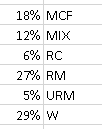 18% MCF
12% MIX
6% RC
27% RM
5% URM
29% W